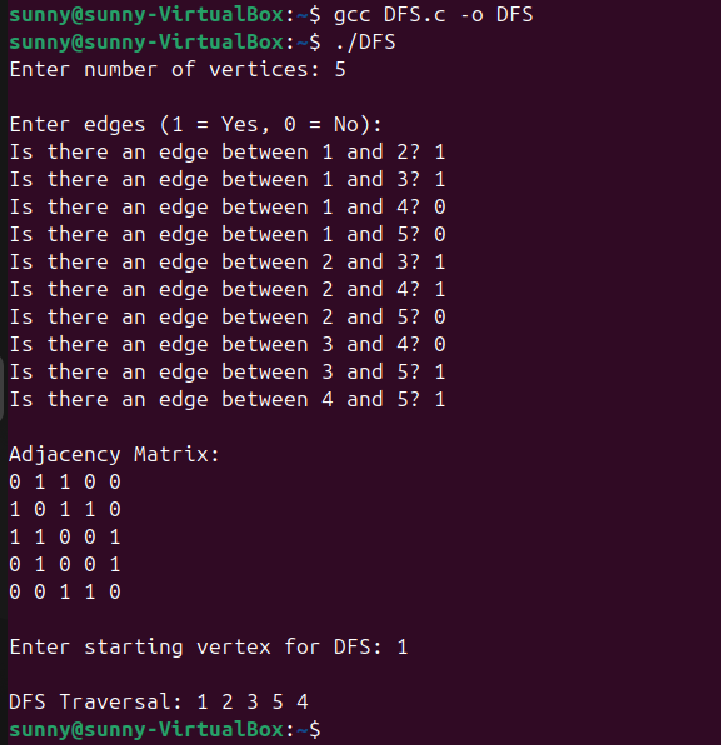 sunny@sunny-VirtualBox:~$ gcc DFS.c -o DFS
sunny@sunny-VirtualBox:~$ ./DFS
Enter number of vertices: 5
Enter edges (1 = Yes, 0 = No):
Is there an edge between 1 and 2? 1
Is there an edge between 1 and 3? 1
Is there an edge between 1 and 4? 0
Is there an edge between 1 and 5? 0
Is there an edge between 2 and 3? 1
Is there an edge between 2 and 4? 1
Is there an edge between 2 and 5? 0
Is there an edge between 3 and 4? 0
Is there an edge between 3 and 5? 1
Is there an edge between 4 and 5? 1
Adjacency Matrix:
0 1 1 0 0
1 0 1 1 0
1 1 0 0 1
0 1 0 0 1
0 0 1 1 0
Enter starting vertex for DFS: 1
DFS Traversal: 1 2 3 5 4
sunny@sunny-VirtualBox:~$